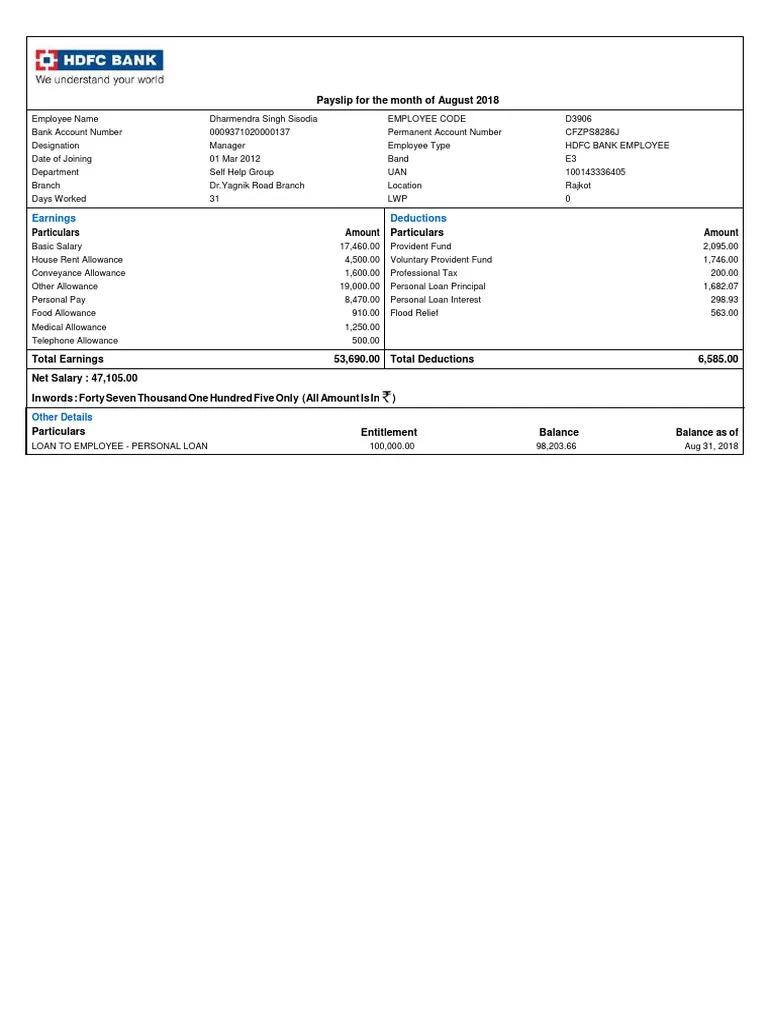 HDFC BANK
We understand your world
Payslip for the month of August 2018
Employee Name Dharmendra Singh Sisodia EMPLOYEE CODE D3906
Bank Account Number 0009371020000137 Permanent Account Number CFZPS8286J
Designation Manager Employee Type HDFC BANK EMPLOYEE
Date of Joining 01 Mar 2012 Band E3
Department Self Help Group UAN 100143336405
Branch Dr.Yagnik Road Branch Location Rajkot
Days Worked 31 LWP 0
Earnings Deductions
Particulars Amount Particulars Amount
Basic Salary 17,460.00 Provident Fund 2,095.00
House Rent Allowance 4,500.00 Voluntary Provident Fund 1,746.00
Conveyance Allowance 1,600.00 Professional Tax 200.00
Other Allowance 19,000.00 Personal Loan Principal 1,682.07
Personal Pay 8,470.00 Personal Loan Interest 298.93
Food Allowance 910.00 Flood Relief 563.00
Medical Allowance 1,250.00
Telephone Allowance 500.00
Total Earnings 53,690.00 Total Deductions 6,585.00
Net Salary : 47,105.00
In words : Forty Seven Thousand One Hundred Five Only (All Amount Is In ₹ )
Other Details
Particulars Entitlement Balance Balance as of
LOAN TO EMPLOYEE - PERSONAL LOAN 100,000.00 98,203.66 Aug 31, 2018